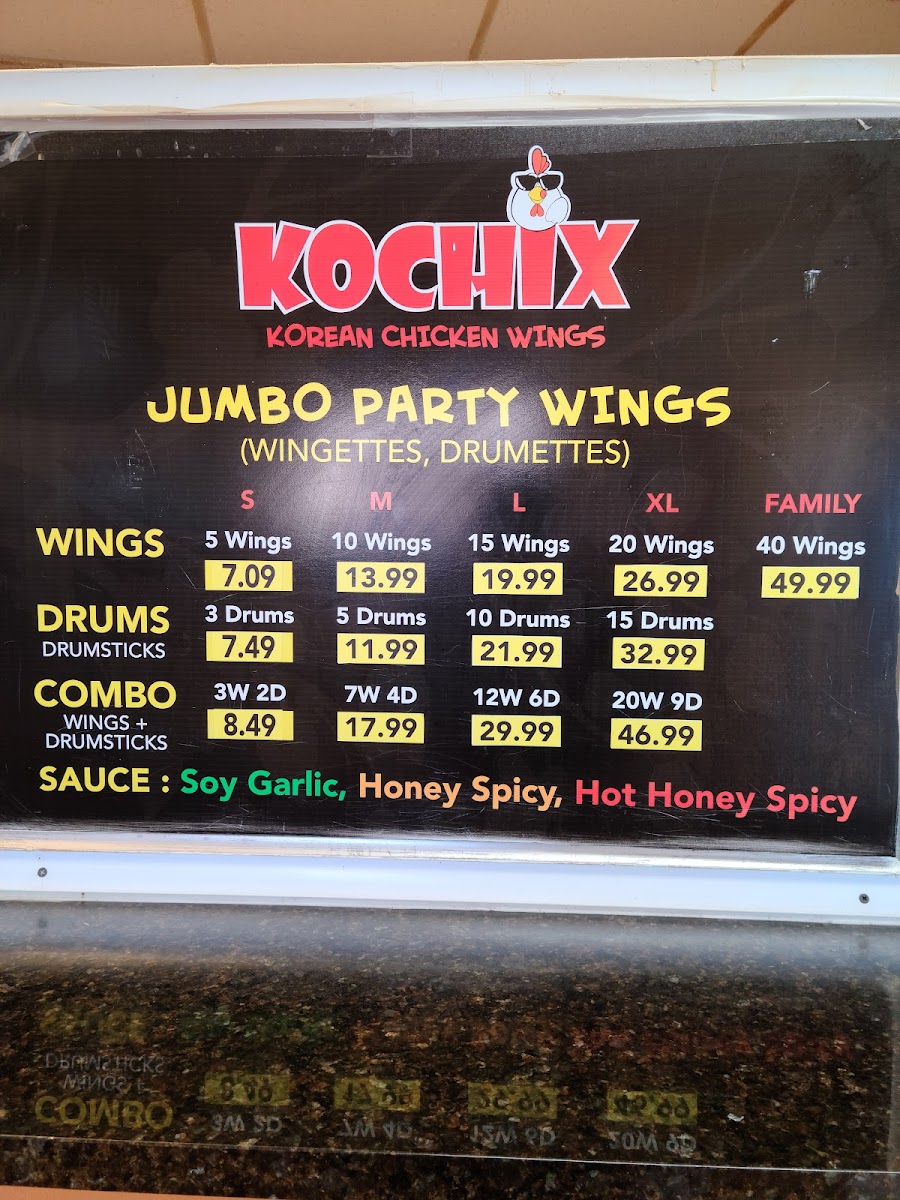 KOCHIX
KOREAN CHICKEN WINGS
JUMBO PARTY WINGS
(WINGETTES, DRUMETTES)
S M L XL FAMILY
WINGS 5 Wings 10 Wings 15 Wings 20 Wings 40 Wings
7.09 13.99 19.99 26.99 49.99
DRUMS 3 Drums 5 Drums 10 Drums 15 Drums
DRUMSTICKS 7.49 11.99 21.99 32.99
COMBO 3W 2D 7W 4D 12W 6D 20W 9D
WINGS + 8.49 17.99 29.99 46.99
DRUMSTICKS
SAUCE : Soy Garlic, Honey Spicy, Hot Honey Spicy